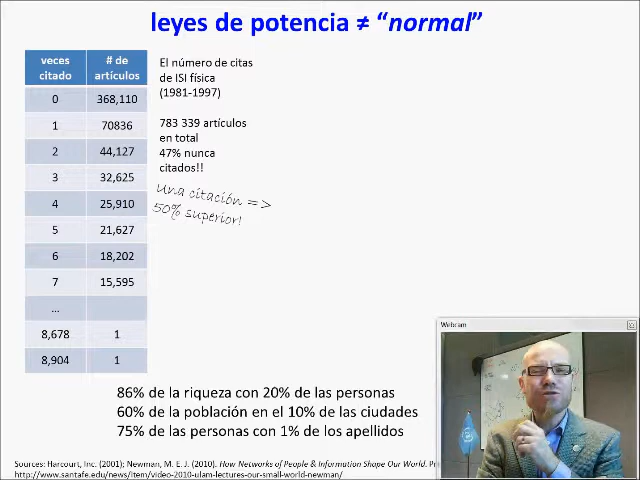 leyes de potencia ≠ “normal”
veces citado # de artículos
0 368,110
1 70836
2 44,127
3 32,625
4 25,910
5 21,627
6 18,202
7 15,595
...
8,678 1
8,904 1
El número de citas
de ISI física
(1981-1997)
783 339 artículos
en total
47% nunca
citados!!
Una citación =>
50% superior!
Webcam
86% de la riqueza con 20% de las personas
60% de la población en el 10% de las ciudades
75% de las personas con 1% de los apellidos
Sources: Harcourt, Inc. (2001); Newman, M. E. J. (2010). How Networks of People & Information Shape Our World.
http://www.santafe.edu/news/item/video-2010-ulam-lectures-our-small-world-newman/